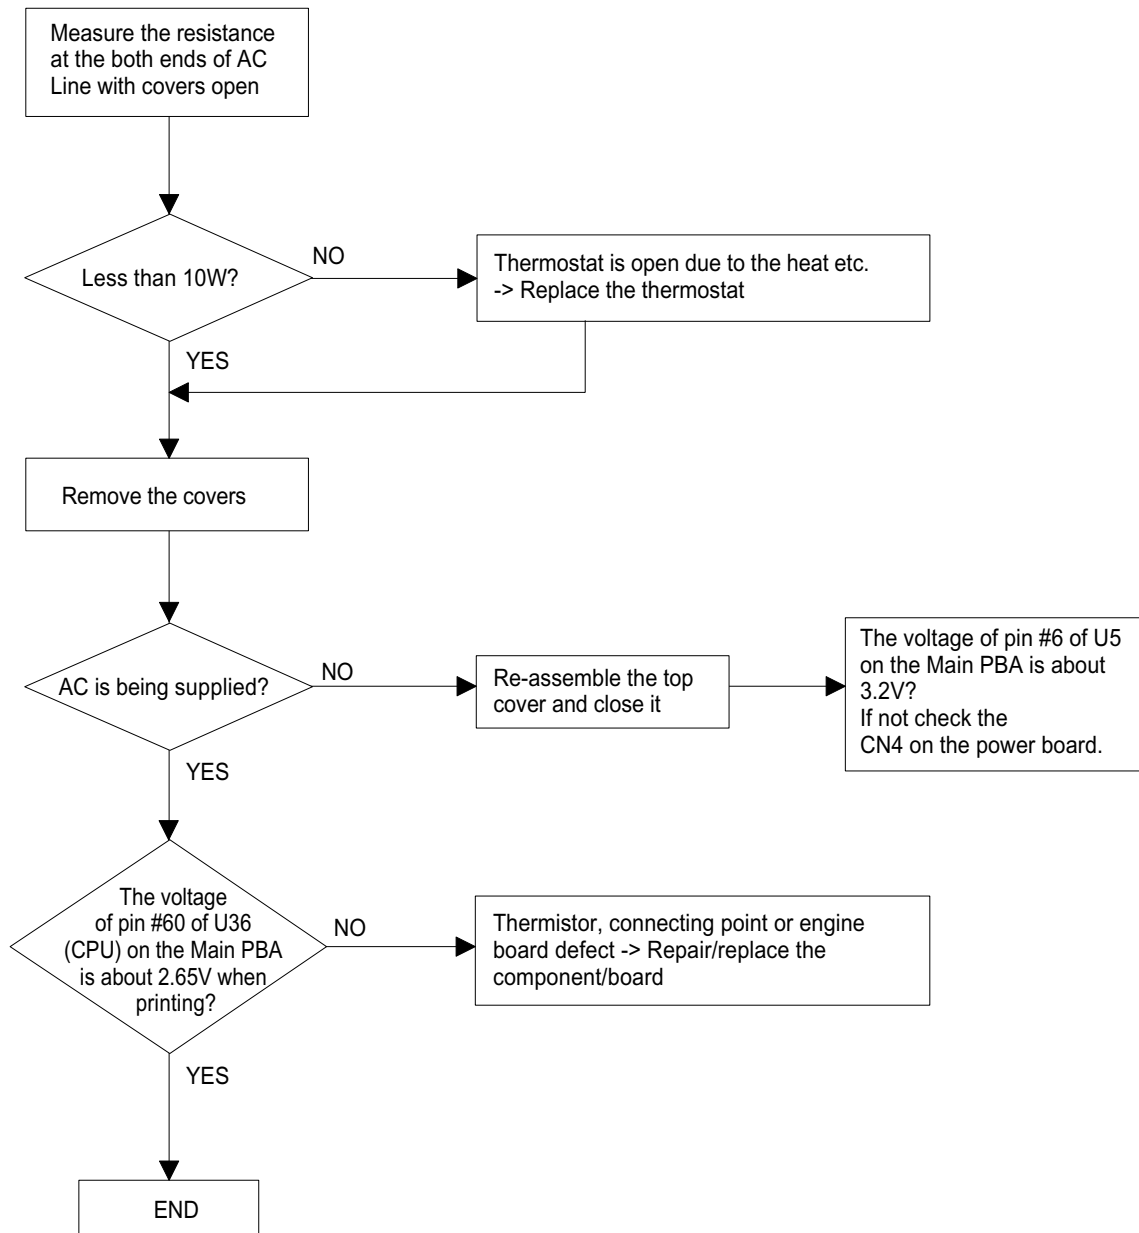 Measure the resistance
at the both ends of AC
Line with covers open
Less than 10W?
NO
Thermostat is open due to the heat etc.
-> Replace the thermostat
YES
Remove the covers
AC is being supplied?
NO
Re-assemble the top
cover and close it
The voltage of pin #6 of U5
on the Main PBA is about
3.2V?
If not check the
CN4 on the power board.
YES
The voltage
of pin #60 of U36
(CPU) on the Main PBA
is about 2.65V when
printing?
NO
Thermistor, connecting point or engine
board defect -> Repair/replace the
component/board
YES
END